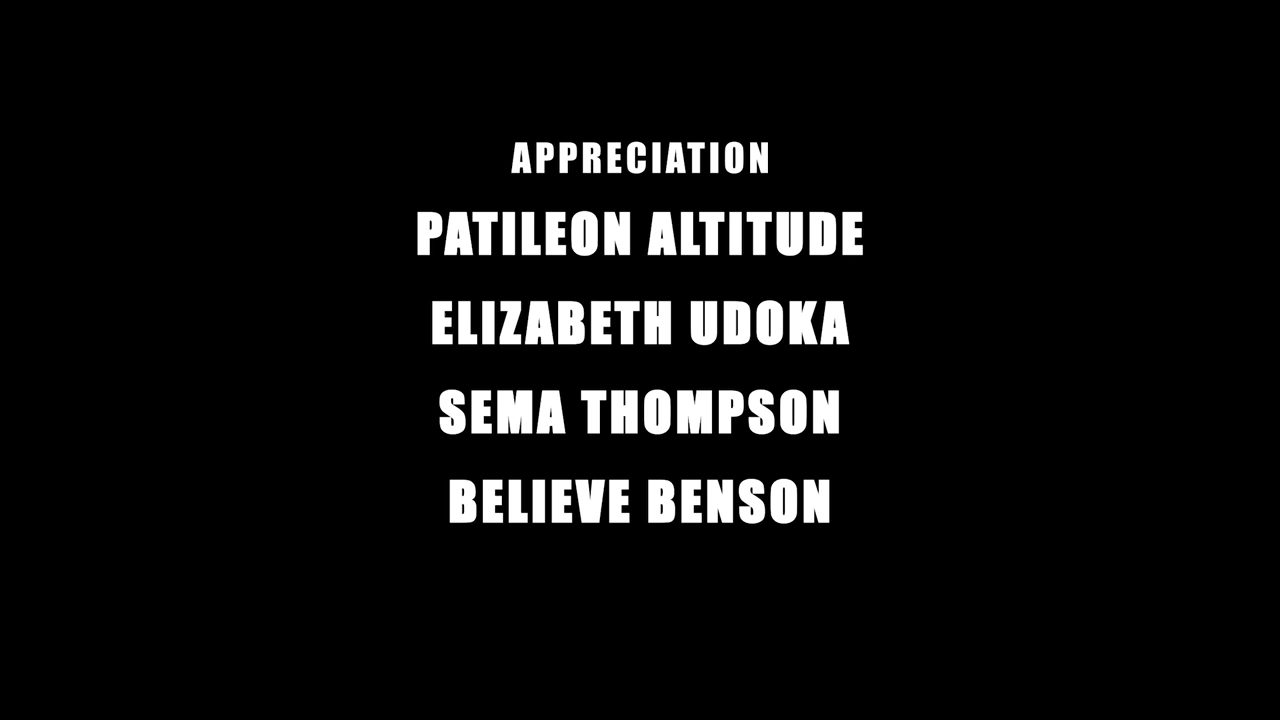 APPRECIATION
PATILEON ALTITUDE
ELIZABETH UDOKA
SEMA THOMPSON
BELIEVE BENSON